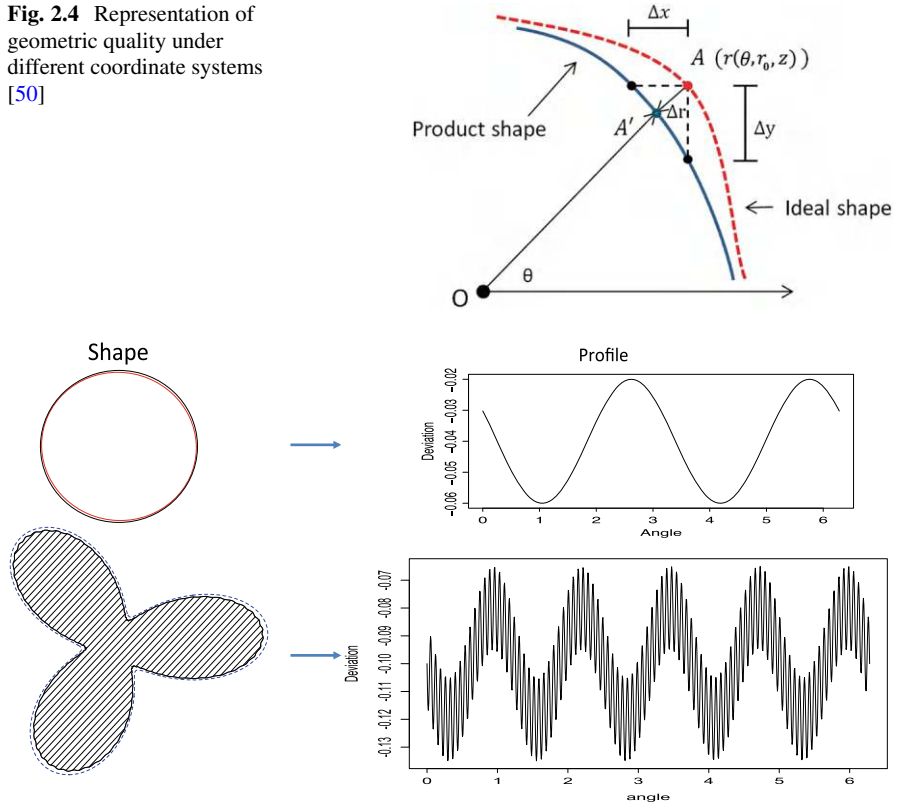 Fig. 2.4 Representation of
geometric quality under
different coordinate systems
[50]
Δx
A (r(θ,r₀,z))
Δr
Δy
A′
Product shape
Ideal shape
θ
O
Shape
Profile
Deviation
-0.02
-0.03
-0.04
-0.05
-0.06
0 1 2 3 4 5 6
Angle
Deviation
-0.07
-0.08
-0.09
-0.10
-0.11
-0.12
-0.13
0 1 2 3 4 5 6
angle